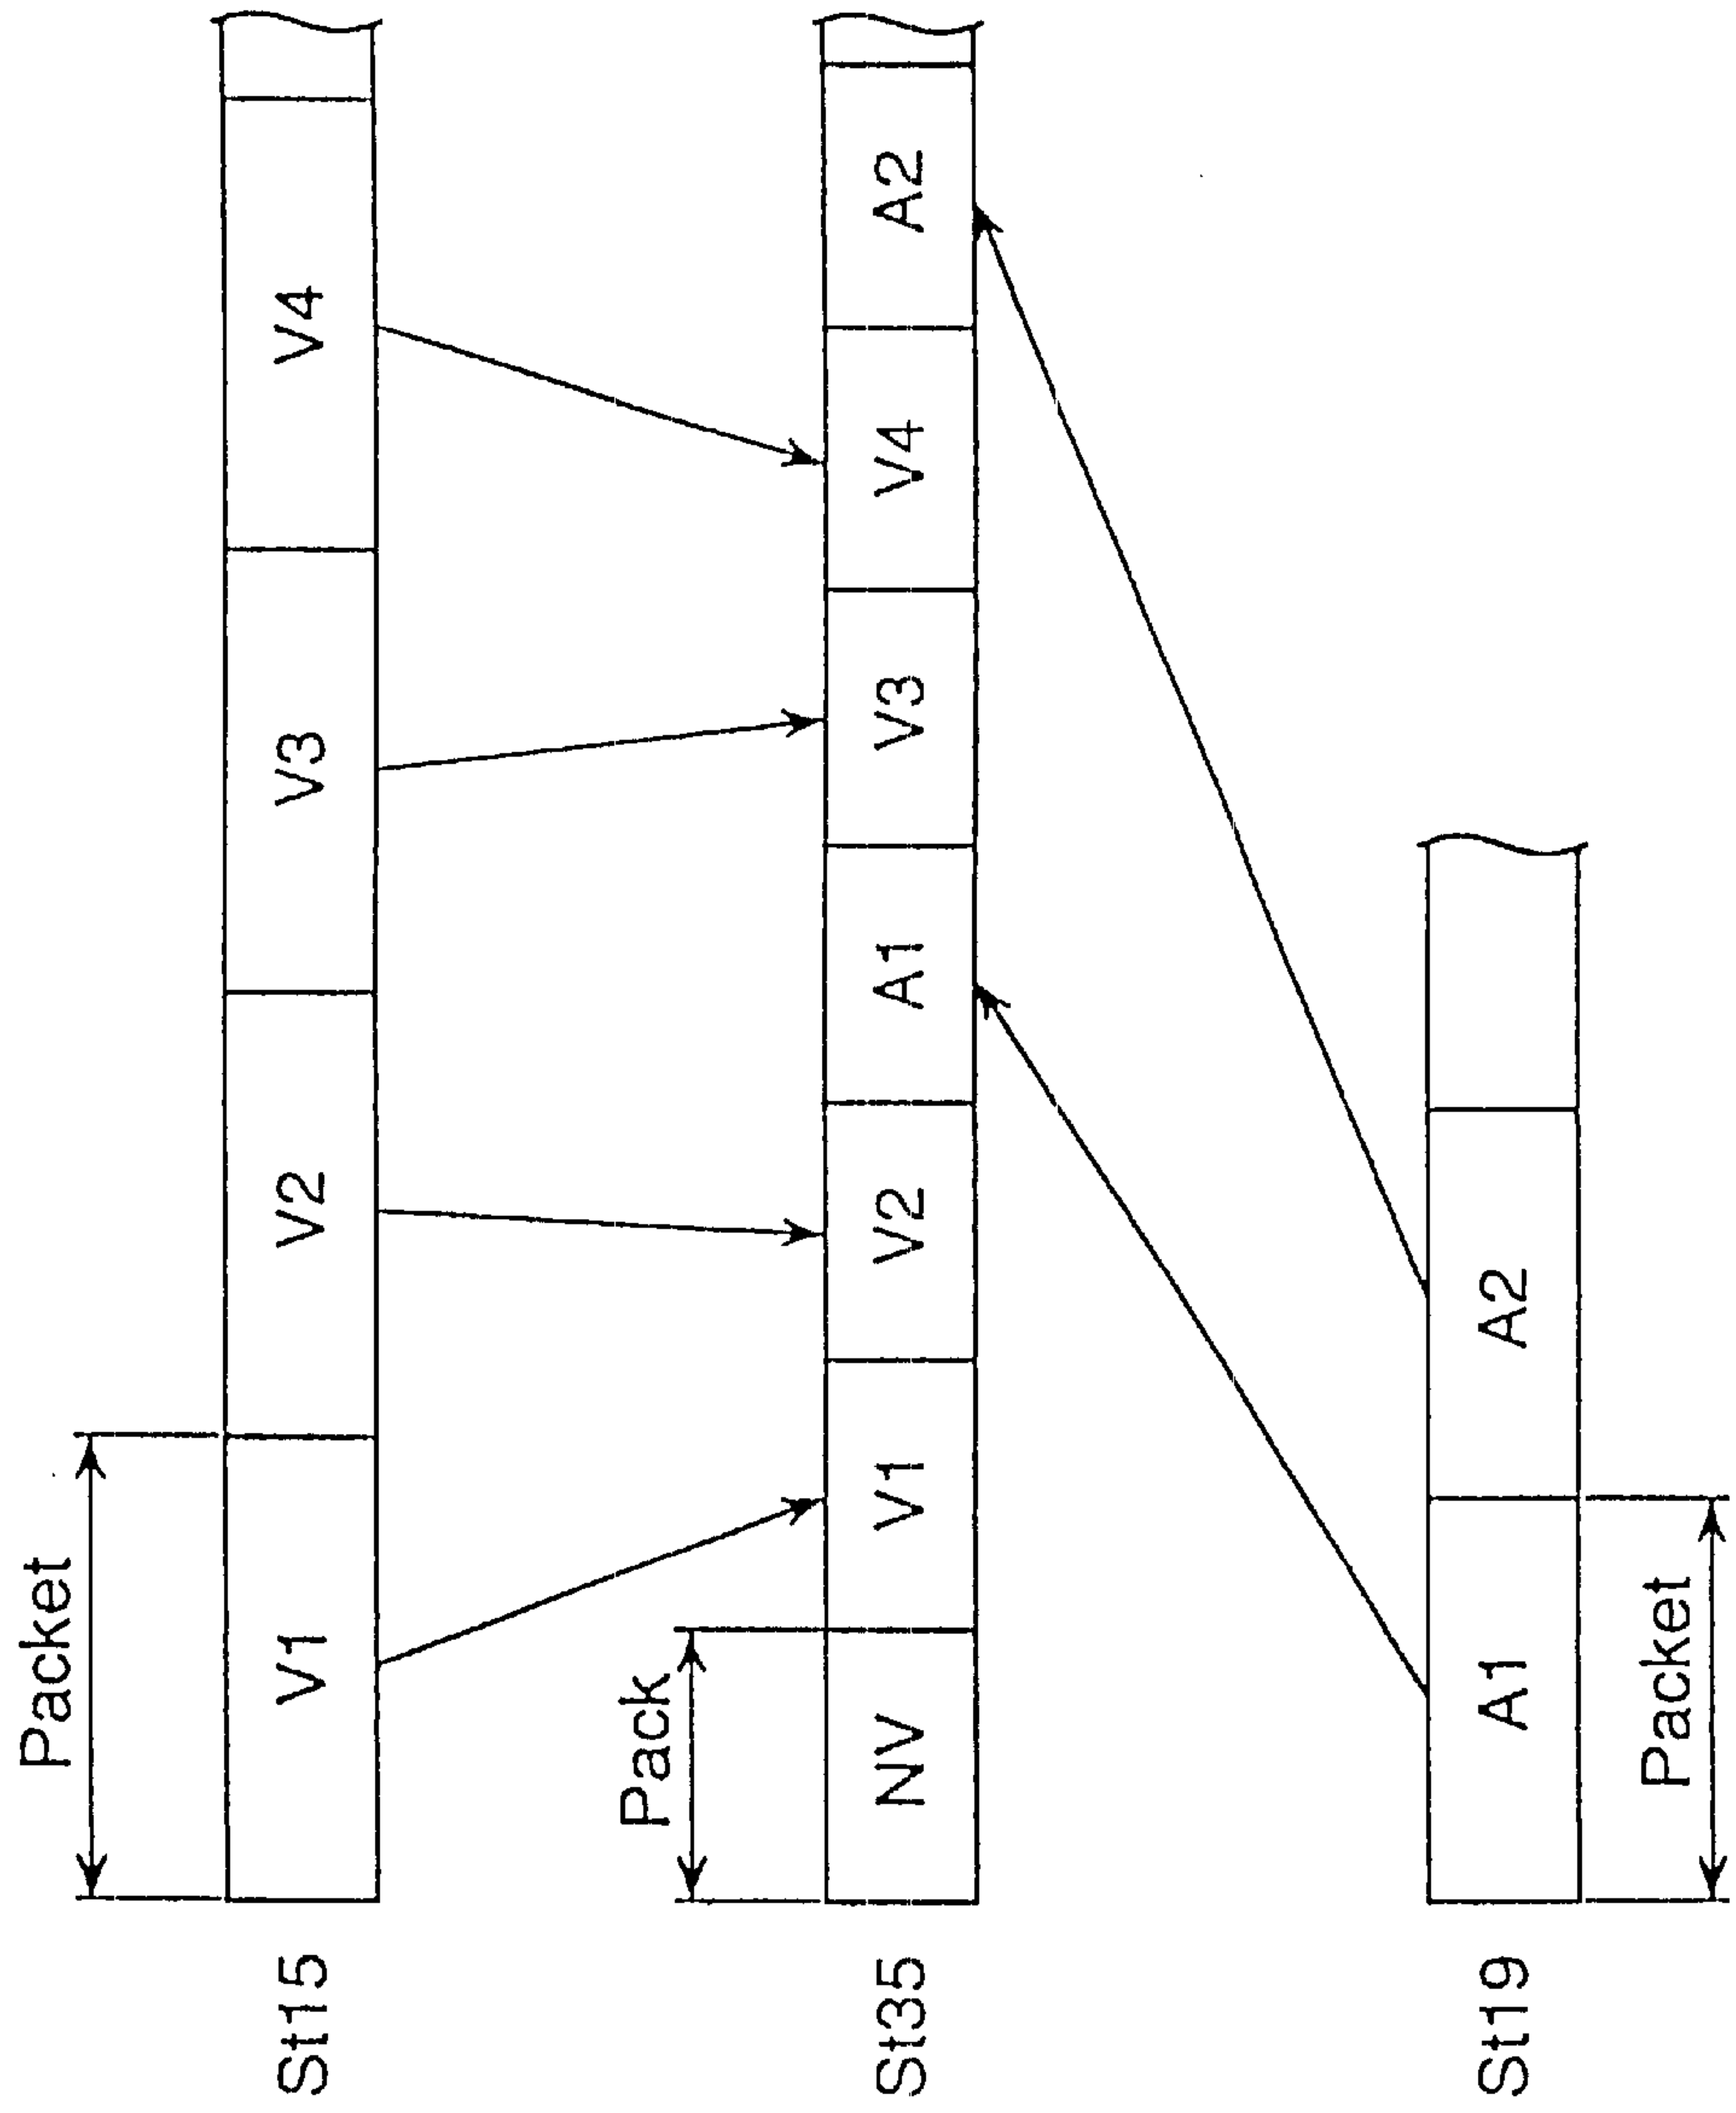 Packet
St15 V1 V2 V3 V4
Pack
St35 NV V1 V2 A1 V3 V4 A2
St19 A1 A2
Packet